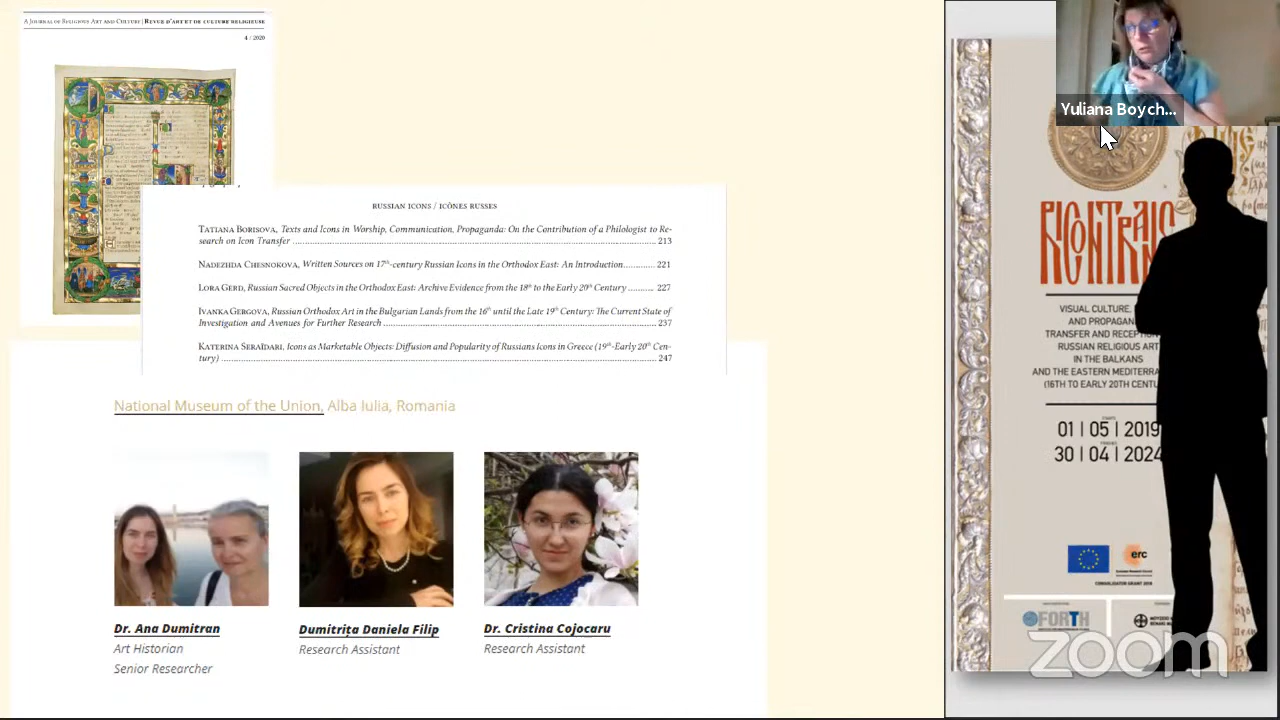 A JOURNAL OF RELIGIOUS ART AND CULTURE | REVUE D'ART ET DE CULTURE RELIGIEUSE
4 / 2020
RUSSIAN ICONS / ICÔNES RUSSES
TATIANA BORISOVA, Texts and Icons in Worship, Communication, Propaganda: On the Contribution of a Philologist to Re-
search on Icon Transfer ... 213
NADEZHDA CHESNOKOVA, Written Sources on 17th-century Russian Icons in the Orthodox East: An Introduction... 221
LORA GERD, Russian Sacred Objects in the Orthodox East: Archive Evidence from the 18th to the Early 20th Century ... 227
IVANKA GERGOVA, Russian Orthodox Art in the Bulgarian Lands from the 16th until the Late 19th Century: The Current State of
Investigation and Avenues for Further Research ... 237
KATERINA SERAÏDARI, Icons as Marketable Objects: Diffusion and Popularity of Russians Icons in Greece (19th-Early 20th Cen-
tury) ... 247
National Museum of the Union, Alba Iulia, Romania
Dr. Ana Dumitran
Art Historian
Senior Researcher
Dumitrița Daniela Filip
Research Assistant
Dr. Cristina Cojocaru
Research Assistant
Yuliana Boych...
VISUAL CULTURE,
AND PROPAGAN
TRANSFER AND RECEPTION
RUSSIAN RELIGIOUS ART
IN THE BALKANS
AND THE EASTERN MEDITERRA
(16TH TO EARLY 20TH CENTU
01 | 05 | 2019
30 | 04 | 2024
erc
CONSOLIDATOR GRANT 2018
FORTH
zoom